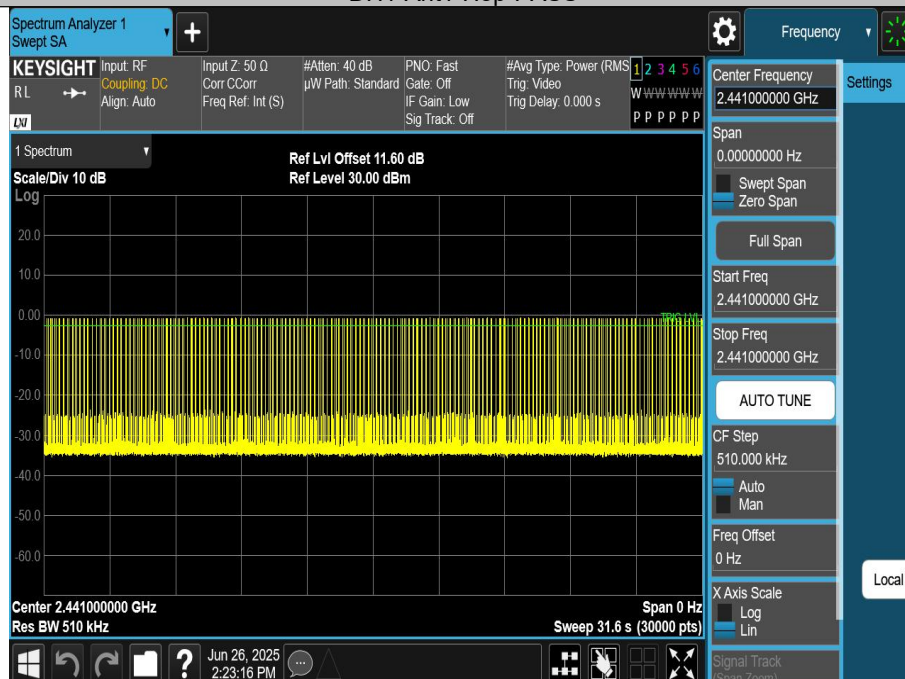 Spectrum Analyzer 1
Swept SA
Frequency
KEYSIGHT
RL
LXI
Input: RF
Coupling: DC
Align: Auto
Input Z: 50 Ω
Corr CCorr
Freq Ref: Int (S)
#Atten: 40 dB
µW Path: Standard
PNO: Fast
Gate: Off
IF Gain: Low
Sig Track: Off
#Avg Type: Power (RMS
Trig: Video
Trig Delay: 0.000 s
1 2 3 4 5 6
W W W W W W
P P P P P P
1 Spectrum
Scale/Div 10 dB
Log
Ref Lvl Offset 11.60 dB
Ref Level 30.00 dBm
20.0
10.0
0.00
TRIG LVL
-10.0
-20.0
-30.0
-40.0
-50.0
-60.0
Center 2.441000000 GHz
Res BW 510 kHz
Span 0 Hz
Sweep 31.6 s (30000 pts)
Jun 26, 2025
2:23:16 PM
Center Frequency
2.441000000 GHz
Settings
Span
0.00000000 Hz
Swept Span
Zero Span
Full Span
Start Freq
2.441000000 GHz
Stop Freq
2.441000000 GHz
AUTO TUNE
CF Step
510.000 kHz
Auto
Man
Freq Offset
0 Hz
Local
X Axis Scale
Log
Lin
Signal Track
(Span Zoom)